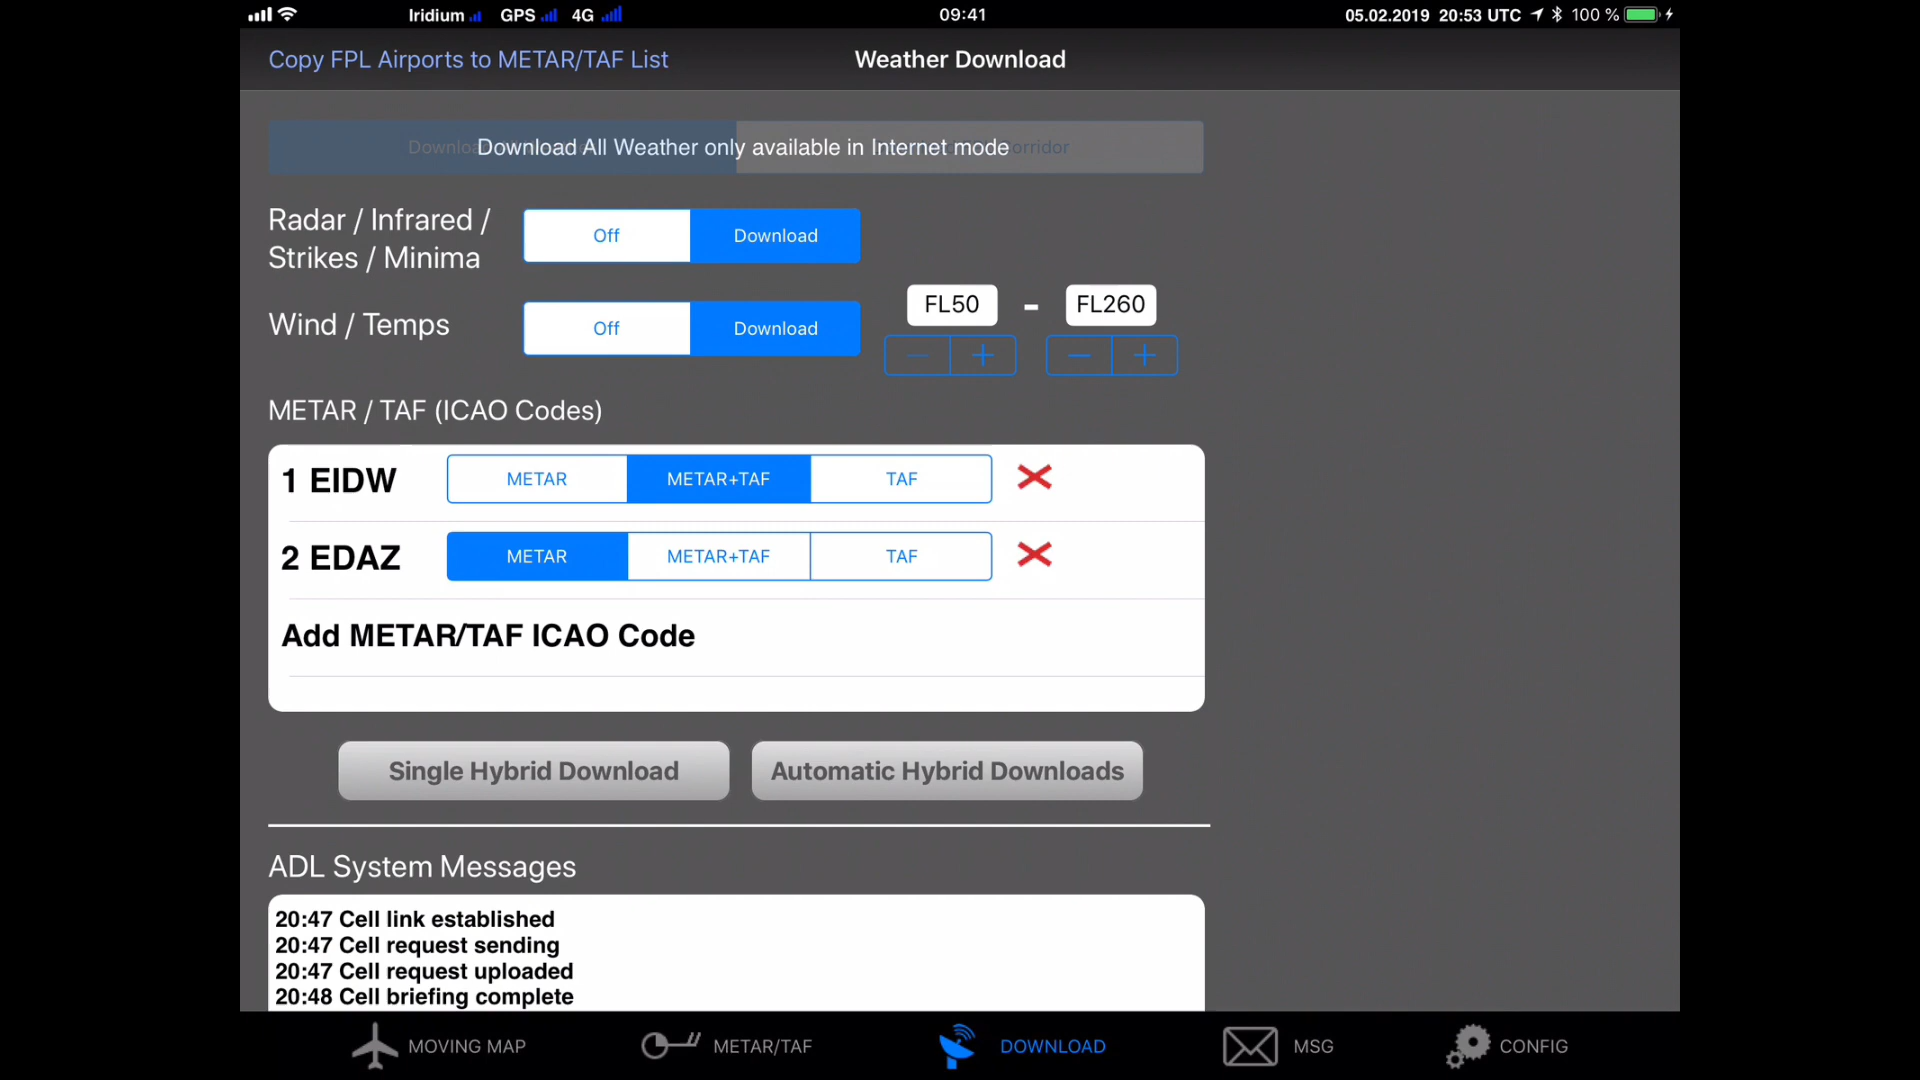 Iridium GPS 4G 09:41 05.02.2019 20:53 UTC 100 %
Copy FPL Airports to METAR/TAF List Weather Download
Download All Weather only available in Internet mode
Radar / Infrared / Strikes / Minima
Off Download
Wind / Temps Off Download FL50 - FL260
− + − +
METAR / TAF (ICAO Codes)
1 EIDW METAR METAR+TAF TAF
2 EDAZ METAR METAR+TAF TAF
Add METAR/TAF ICAO Code
Single Hybrid Download Automatic Hybrid Downloads
ADL System Messages
20:47 Cell link established
20:47 Cell request sending
20:47 Cell request uploaded
20:48 Cell briefing complete
MOVING MAP METAR/TAF DOWNLOAD MSG CONFIG